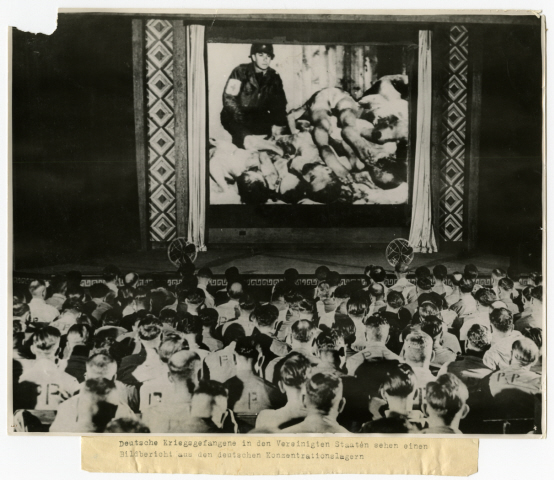 Deutsche Kriegsgefangene in den Vereinigten Staaten sehen einen
Bildbericht aus den deutschen Konzentrationslagern